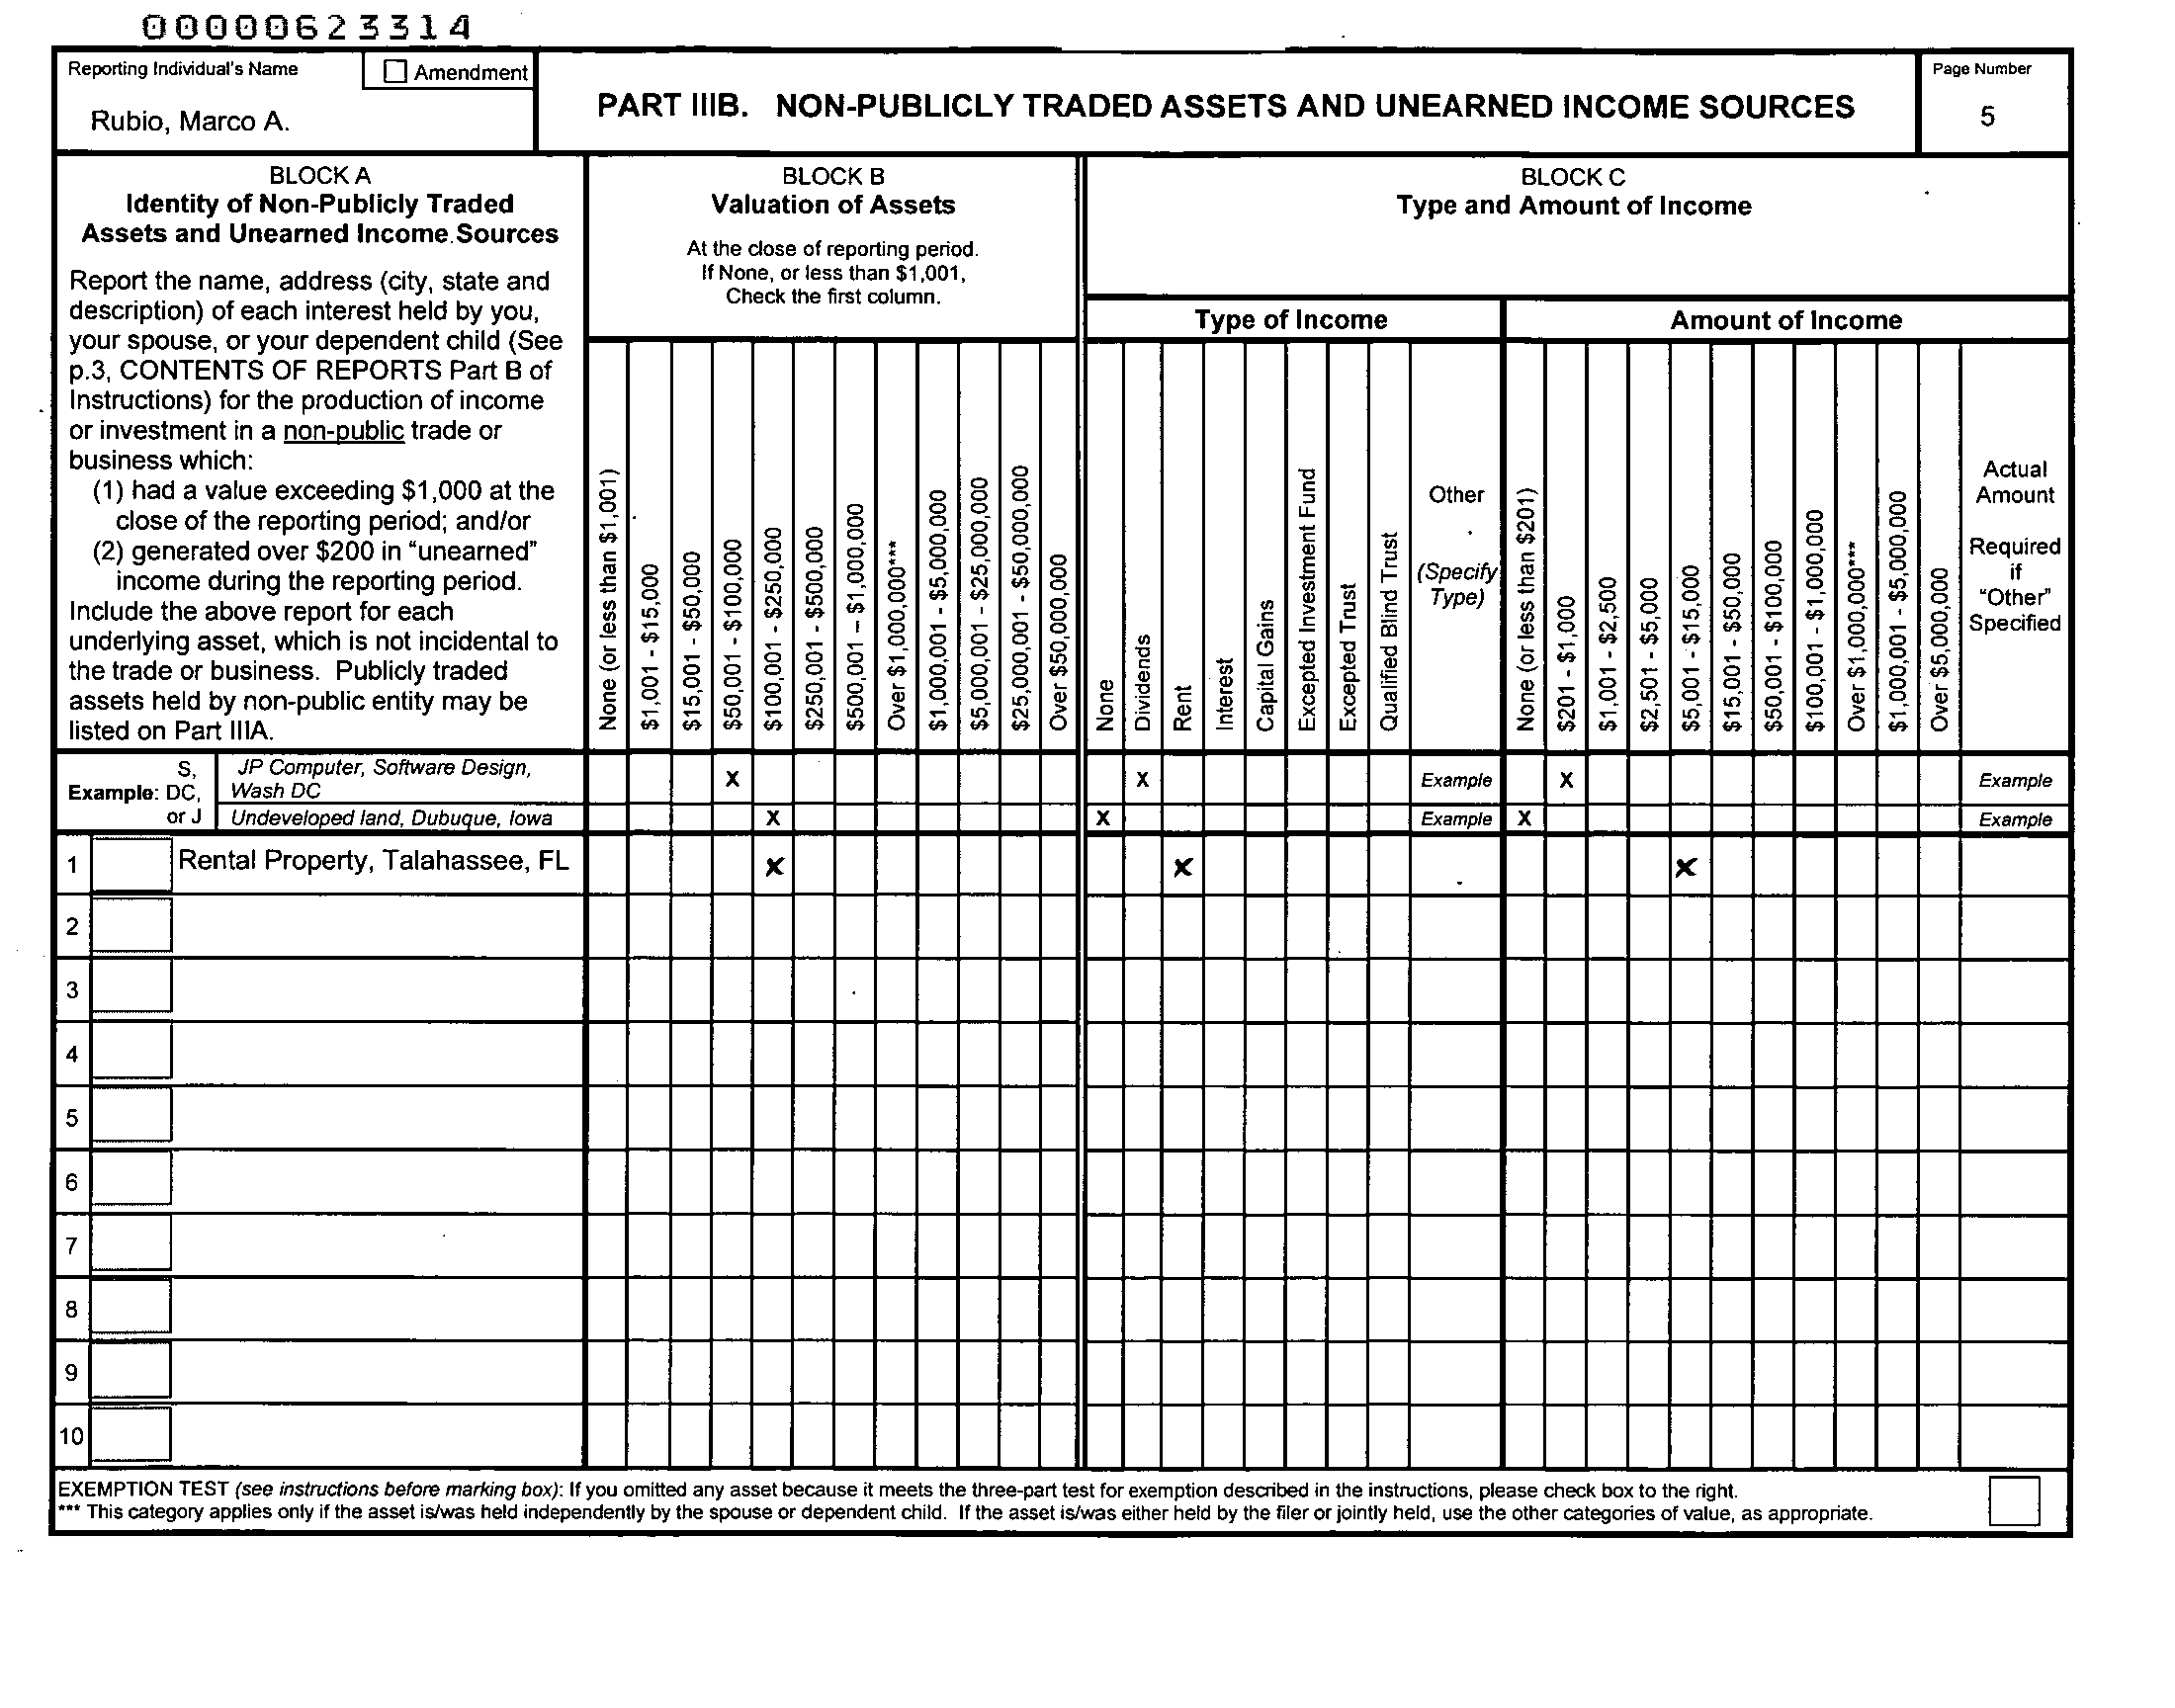 00000623314
Reporting Individual's Name
Amendment
Rubio, Marco A.
PART IIIB. NON-PUBLICLY TRADED ASSETS AND UNEARNED INCOME SOURCES
Page Number
5
BLOCK A
Identity of Non-Publicly Traded
Assets and Unearned Income Sources
Report the name, address (city, state and
description) of each interest held by you,
your spouse, or your dependent child (See
p.3, CONTENTS OF REPORTS Part B of
Instructions) for the production of income
or investment in a non-public trade or
business which:
(1) had a value exceeding $1,000 at the
close of the reporting period; and/or
(2) generated over $200 in "unearned"
income during the reporting period.
Include the above report for each
underlying asset, which is not incidental to
the trade or business. Publicly traded
assets held by non-public entity may be
listed on Part IIIA.
BLOCK B
Valuation of Assets
At the close of reporting period.
If None, or less than $1,001,
Check the first column.
None (or less than $1,001)
$1,001 - $15,000
$15,001 - $50,000
$50,001 - $100,000
$100,001 - $250,000
$250,001 - $500,000
$500,001 – $1,000,000
Over $1,000,000***
$1,000,001 - $5,000,000
$5,000,001 - $25,000,000
$25,000,001 - $50,000,000
Over $50,000,000
BLOCK C
Type and Amount of Income
Type of Income
None
Dividends
Rent
Interest
Capital Gains
Excepted Investment Fund
Excepted Trust
Qualified Blind Trust
Other
(Specify
Type)
Amount of Income
None (or less than $201)
$201 - $1,000
$1,001 - $2,500
$2,501 - $5,000
$5,001 - $15,000
$15,001 - $50,000
$50,001 - $100,000
$100,001 - $1,000,000
Over $1,000,000***
$1,000,001 - $5,000,000
Over $5,000,000
Actual
Amount
Required
if
"Other"
Specified
Example:
S,
DC,
or J
JP Computer, Software Design,
Wash DC
X X Example X Example
Undeveloped land, Dubuque, Iowa X X Example X Example
1 Rental Property, Talahassee, FL X X X
2
3
4
5
6
7
8
9
10
EXEMPTION TEST (see instructions before marking box): If you omitted any asset because it meets the three-part test for exemption described in the instructions, please check box to the right.
*** This category applies only if the asset is/was held independently by the spouse or dependent child. If the asset is/was either held by the filer or jointly held, use the other categories of value, as appropriate.